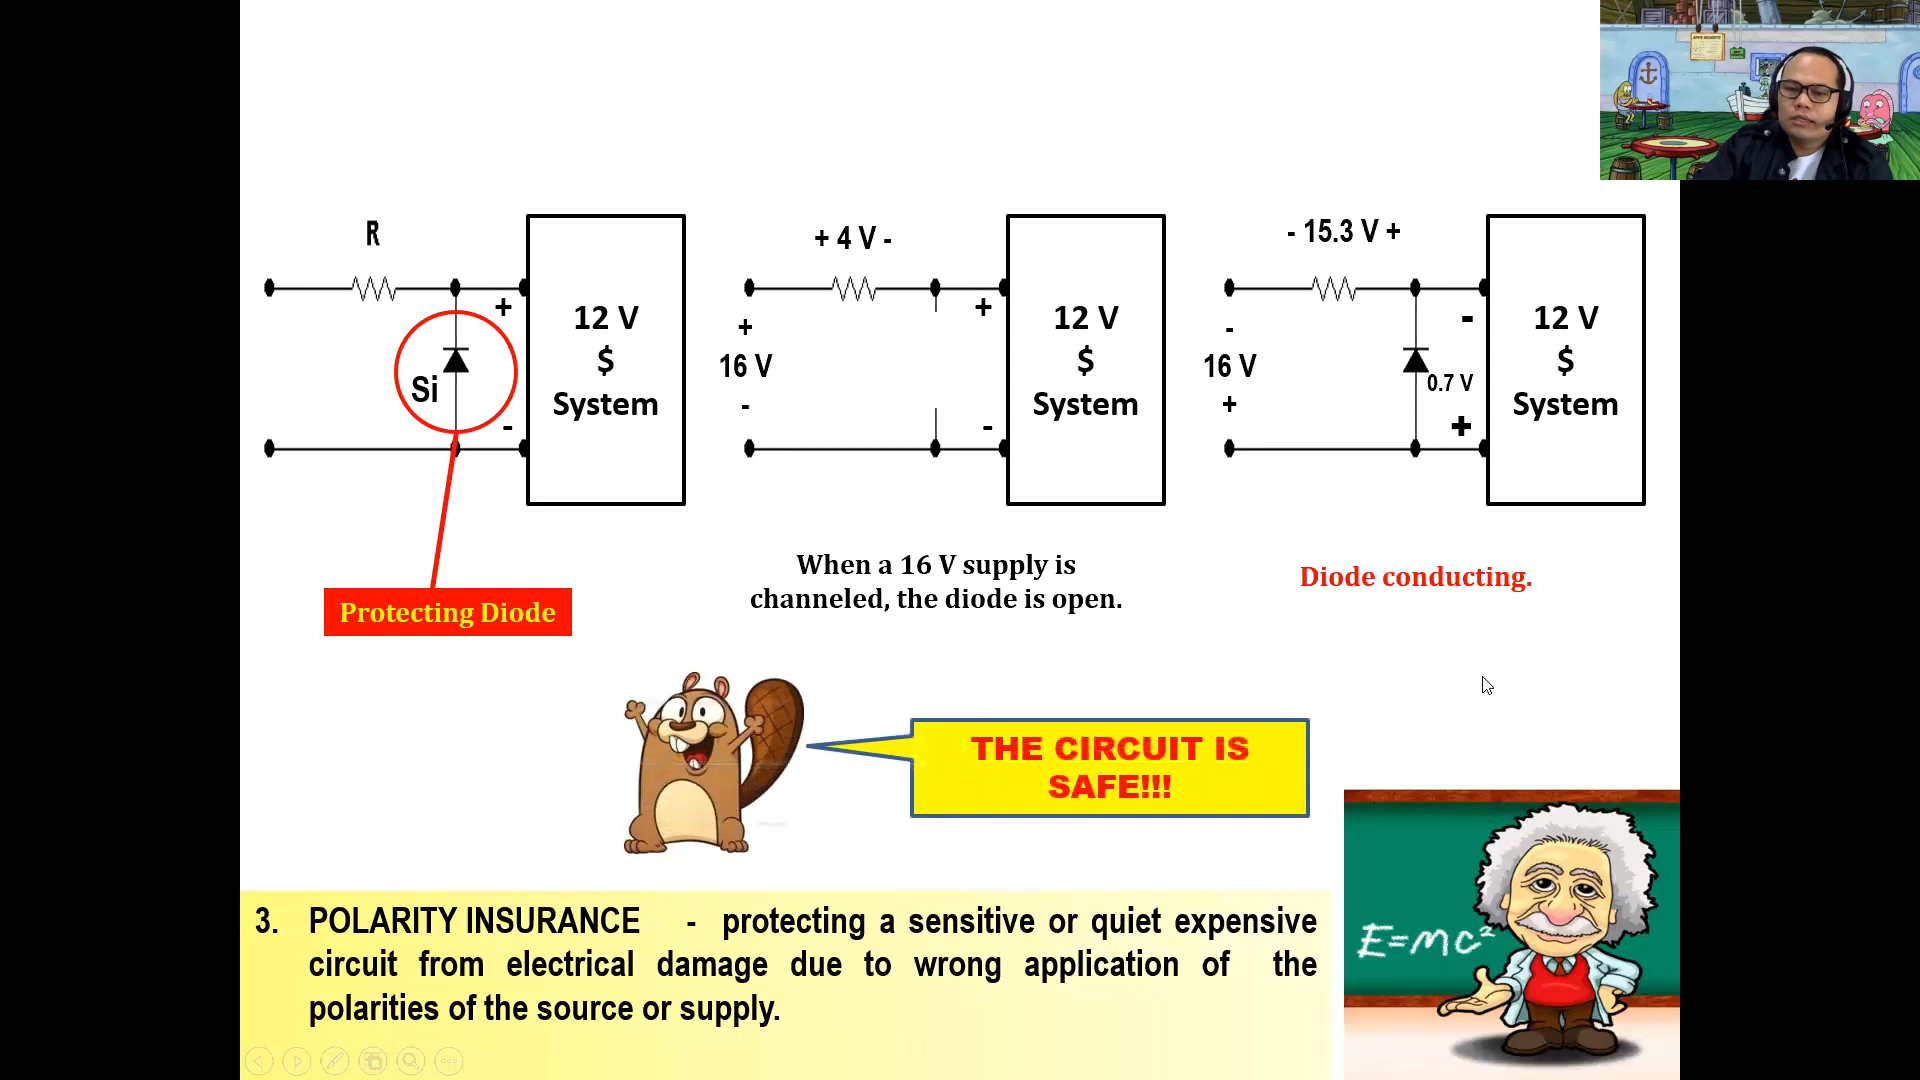 R
Si
+
-
12 V
$
System
Protecting Diode
+ 4 V -
+
16 V
-
+
-
12 V
$
System
When a 16 V supply is
channeled, the diode is open.
- 15.3 V +
-
16 V
+
-
0.7 V
+
12 V
$
System
Diode conducting.
THE CIRCUIT IS
SAFE!!!
E=mc²
3. POLARITY INSURANCE - protecting a sensitive or quiet expensive
circuit from electrical damage due to wrong application of the
polarities of the source or supply.